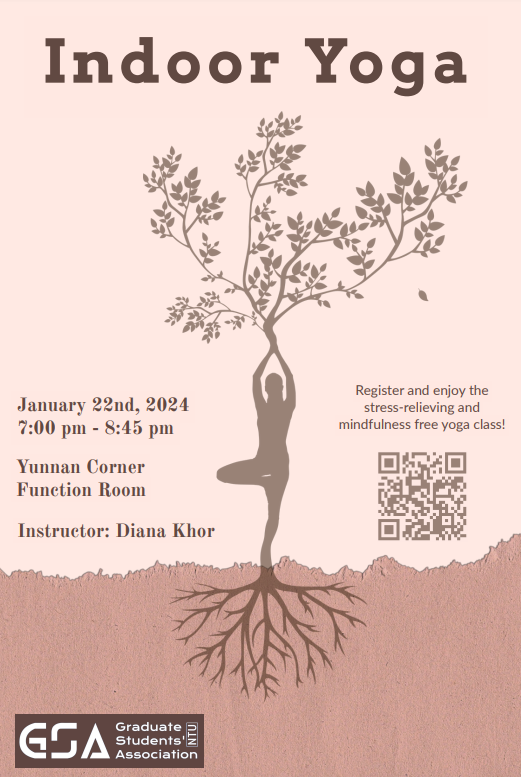 Indoor Yoga
January 22nd, 2024
7:00 pm - 8:45 pm
Yunnan Corner
Function Room
Instructor: Diana Khor
Register and enjoy the
stress-relieving and
mindfulness free yoga class!
GSA
Graduate
Students'
Association
NTU